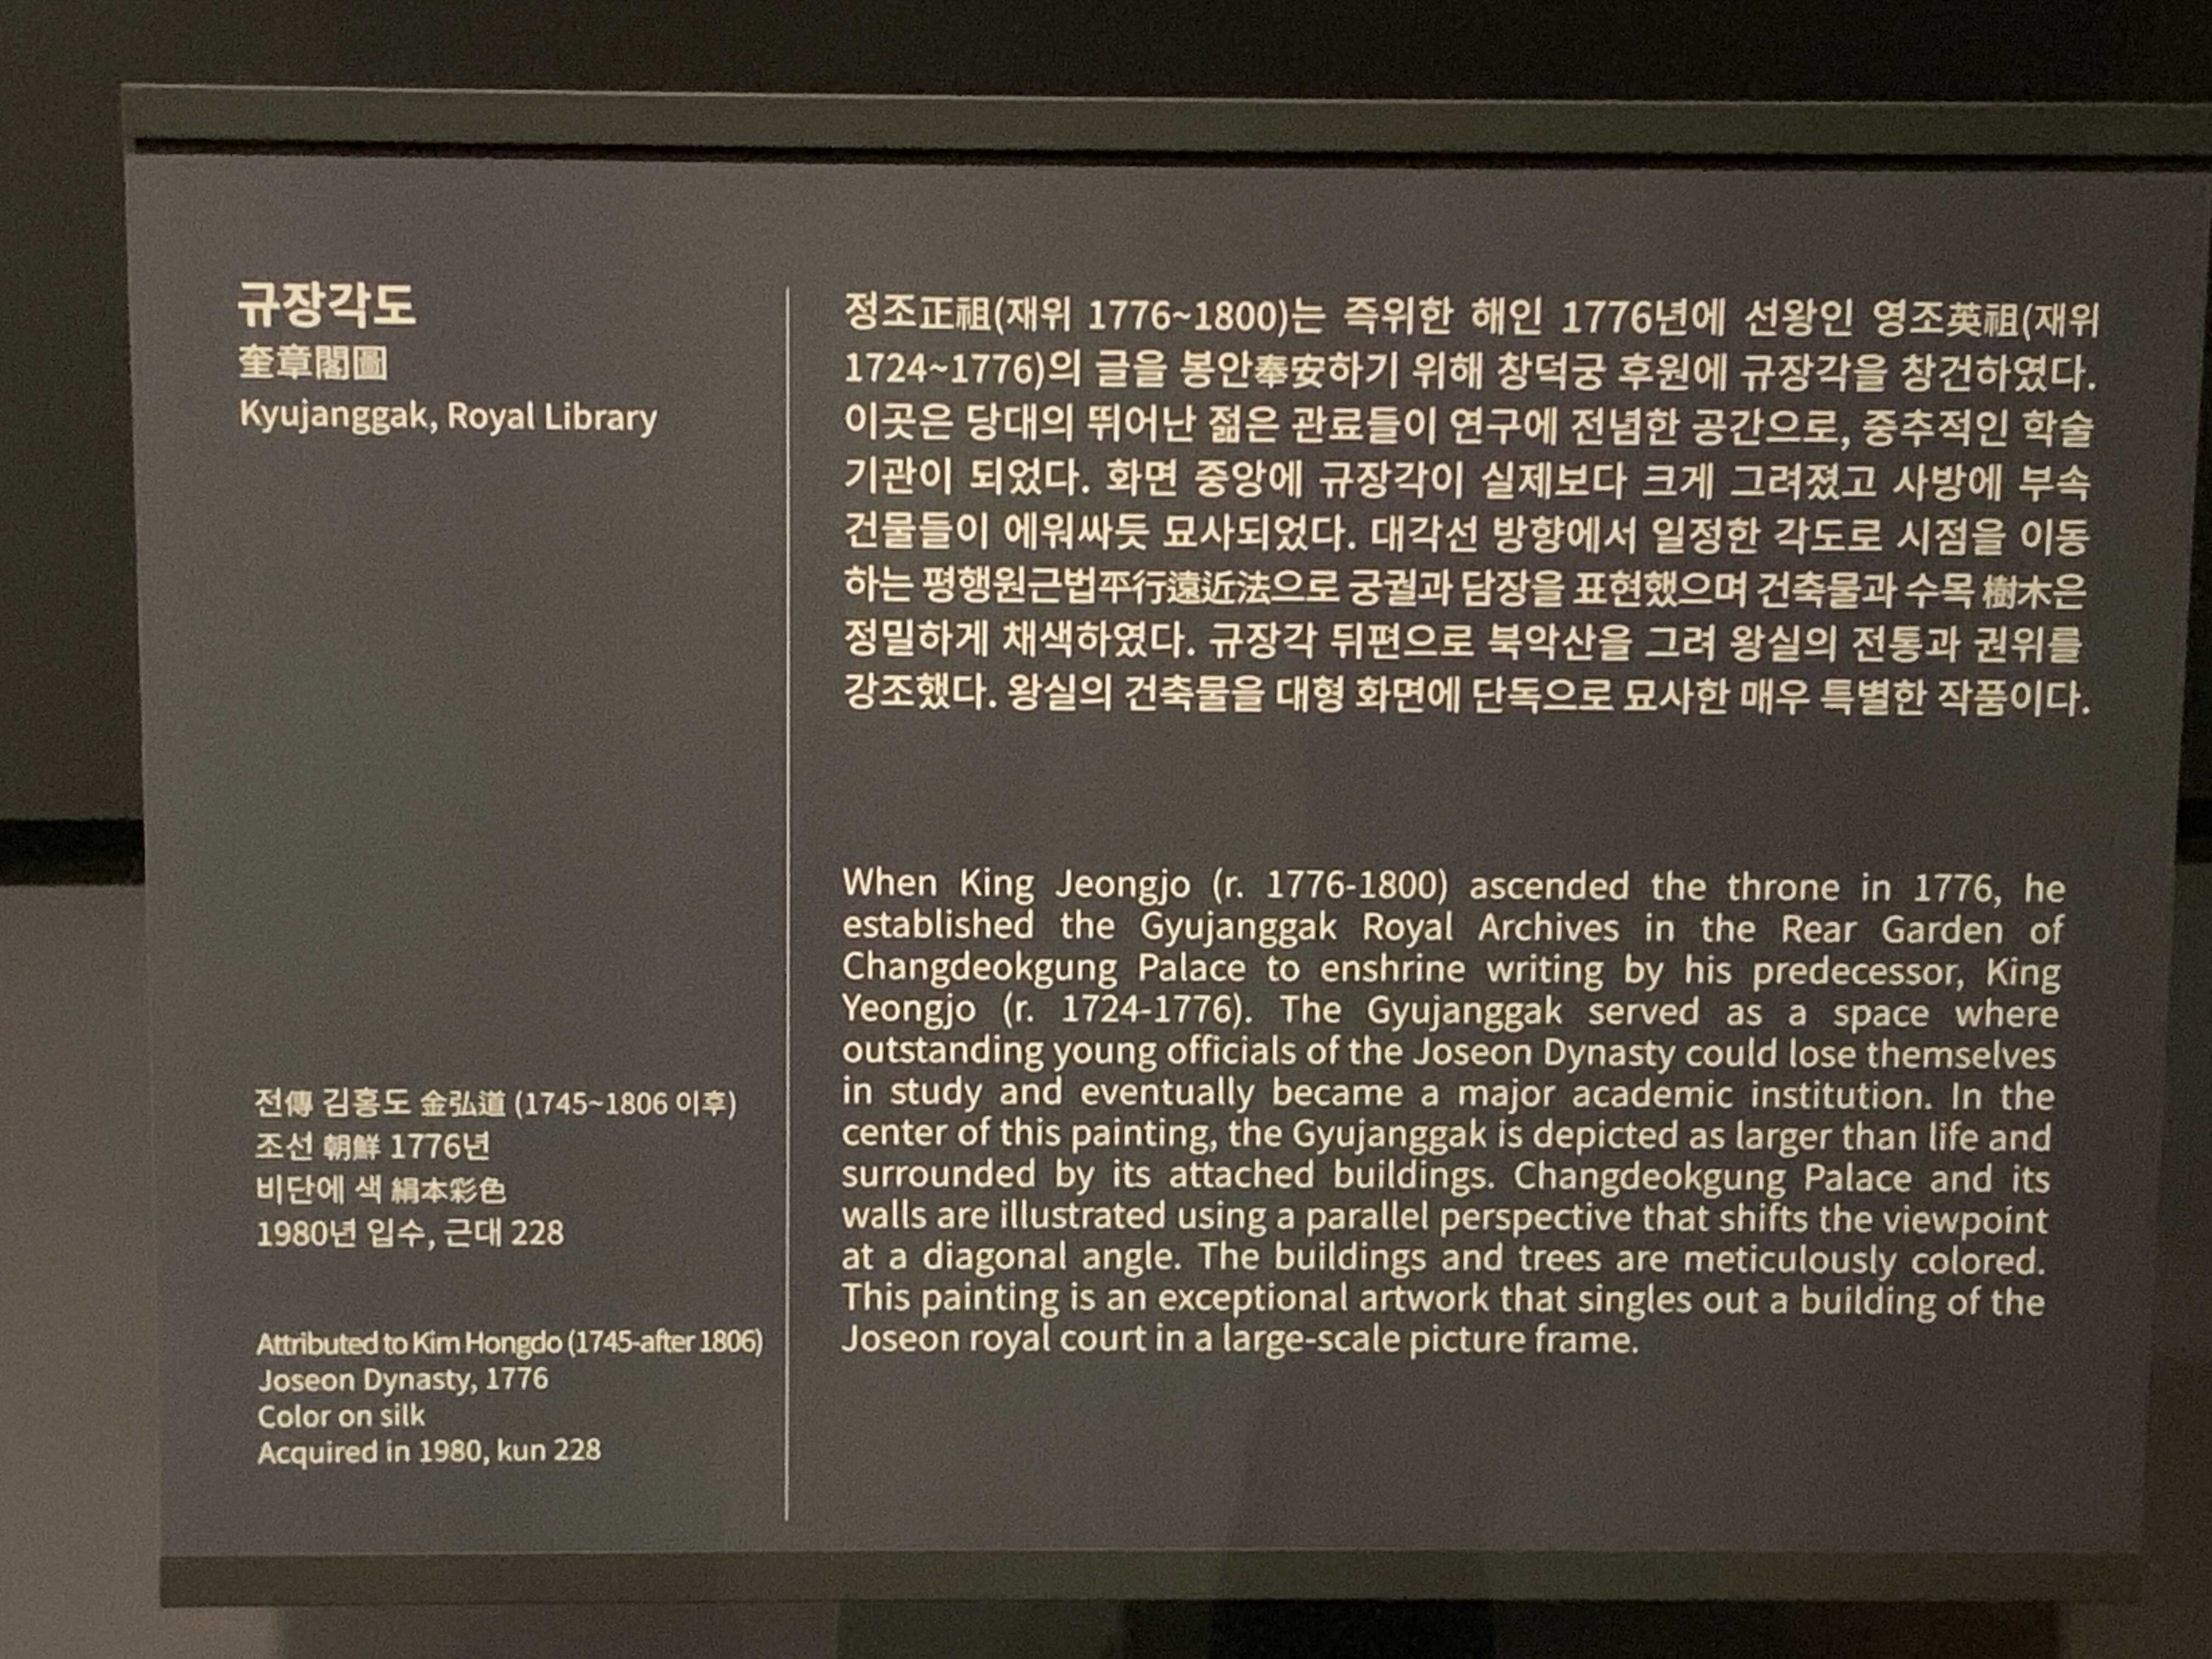 규장각도
奎章閣圖
Kyujanggak, Royal Library
전傳 김홍도 金弘道 (1745~1806 이후)
조선 朝鮮 1776년
비단에 색 絹本彩色
1980년 입수, 근대 228
Attributed to Kim Hongdo (1745-after 1806)
Joseon Dynasty, 1776
Color on silk
Acquired in 1980, kun 228
정조正祖(재위 1776~1800)는 즉위한 해인 1776년에 선왕인 영조英祖(재위
1724~1776)의 글을 봉안奉安하기 위해 창덕궁 후원에 규장각을 창건하였다.
이곳은 당대의 뛰어난 젊은 관료들이 연구에 전념한 공간으로, 중추적인 학술
기관이 되었다. 화면 중앙에 규장각이 실제보다 크게 그려졌고 사방에 부속
건물들이 에워싸듯 묘사되었다. 대각선 방향에서 일정한 각도로 시점을 이동
하는 평행원근법平行遠近法으로 궁궐과 담장을 표현했으며 건축물과 수목 樹木은
정밀하게 채색하였다. 규장각 뒤편으로 북악산을 그려 왕실의 전통과 권위를
강조했다. 왕실의 건축물을 대형 화면에 단독으로 묘사한 매우 특별한 작품이다.
When King Jeongjo (r. 1776-1800) ascended the throne in 1776, he
established the Gyujanggak Royal Archives in the Rear Garden of
Changdeokgung Palace to enshrine writing by his predecessor, King
Yeongjo (r. 1724-1776). The Gyujanggak served as a space where
outstanding young officials of the Joseon Dynasty could lose themselves
in study and eventually became a major academic institution. In the
center of this painting, the Gyujanggak is depicted as larger than life and
surrounded by its attached buildings. Changdeokgung Palace and its
walls are illustrated using a parallel perspective that shifts the viewpoint
at a diagonal angle. The buildings and trees are meticulously colored.
This painting is an exceptional artwork that singles out a building of the
Joseon royal court in a large-scale picture frame.